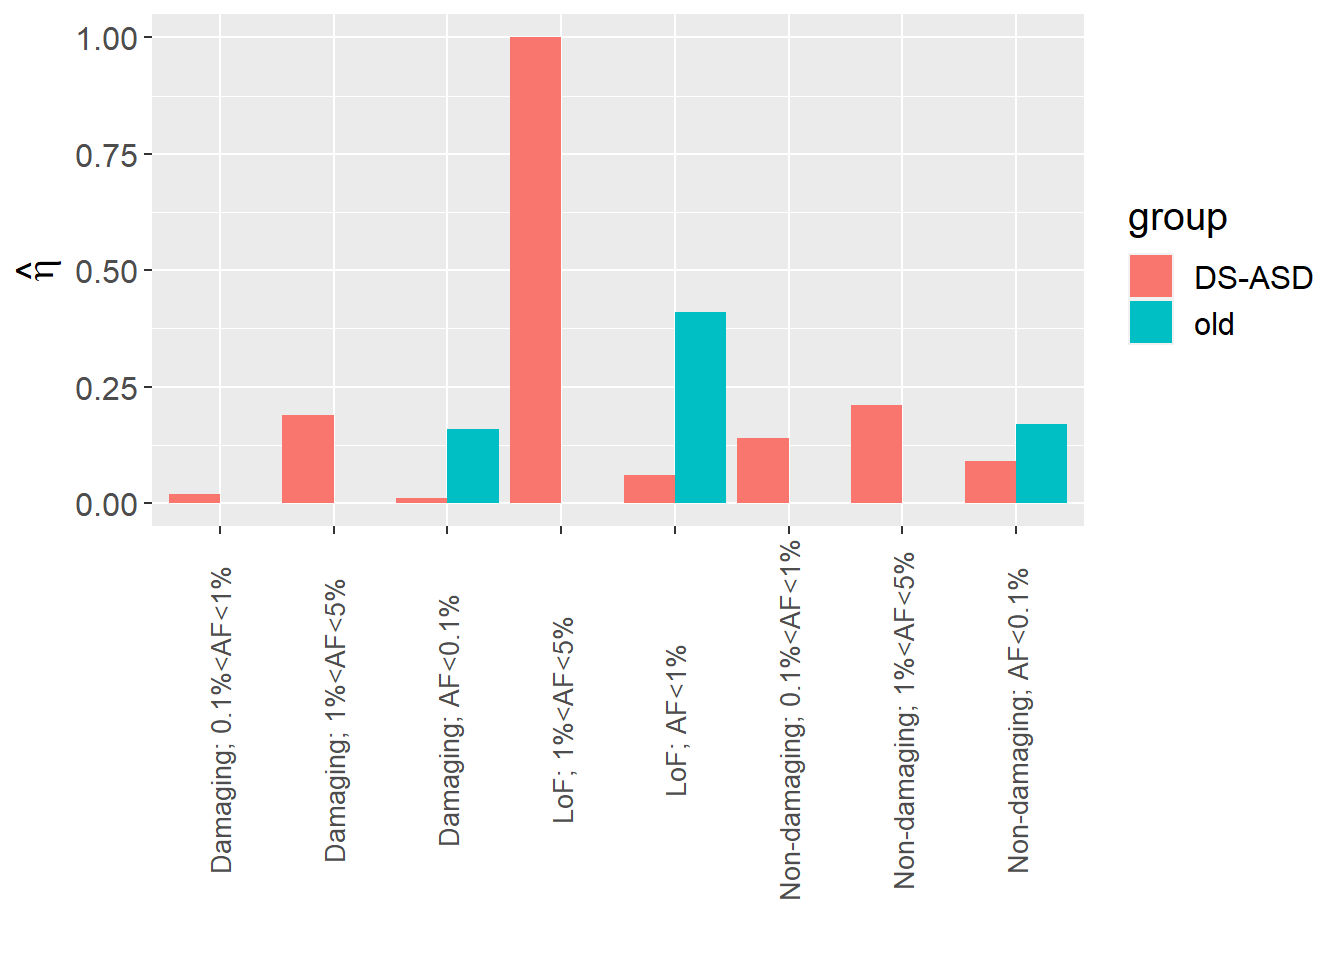 1.00
0.75
0.50
0.25
0.00
η̂
group
DS-ASD
old
Damaging; 0.1%<AF<1%
Damaging; 1%<AF<5%
Damaging; AF<0.1%
LoF; 1%<AF<5%
LoF; AF<1%
Non-damaging; 0.1%<AF<1%
Non-damaging; 1%<AF<5%
Non-damaging; AF<0.1%